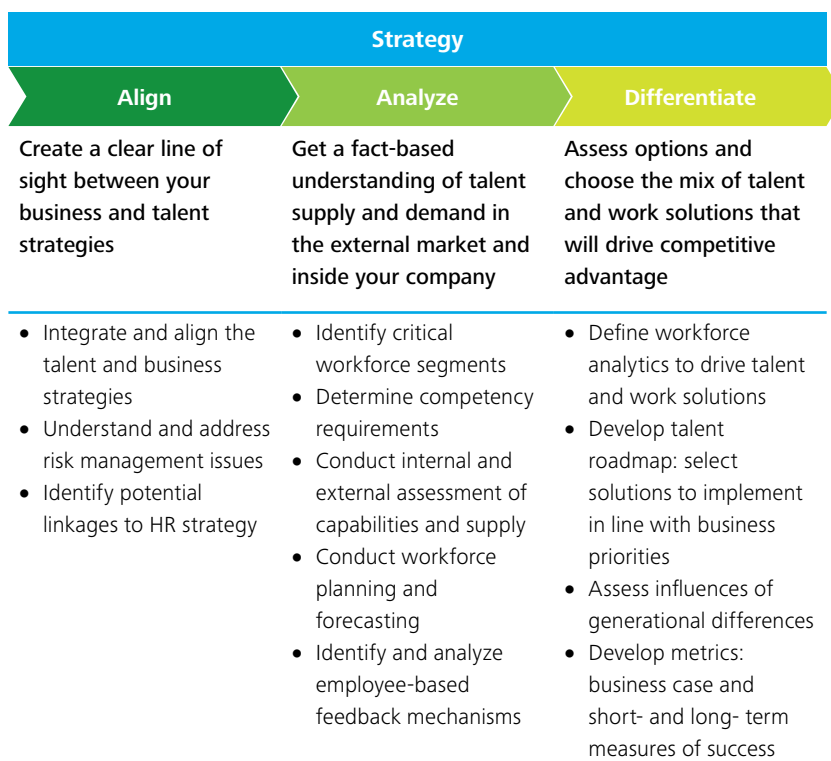 Strategy
Align
Analyze
Differentiate
Create a clear line of
sight between your
business and talent
strategies
Get a fact-based
understanding of talent
supply and demand in
the external market and
inside your company
Assess options and
choose the mix of talent
and work solutions that
will drive competitive
advantage
• Integrate and align the
talent and business
strategies
• Understand and address
risk management issues
• Identify potential
linkages to HR strategy
• Identify critical
workforce segments
• Determine competency
requirements
• Conduct internal and
external assessment of
capabilities and supply
• Conduct workforce
planning and
forecasting
• Identify and analyze
employee-based
feedback mechanisms
• Define workforce
analytics to drive talent
and work solutions
• Develop talent
roadmap: select
solutions to implement
in line with business
priorities
• Assess influences of
generational differences
• Develop metrics:
business case and
short- and long- term
measures of success